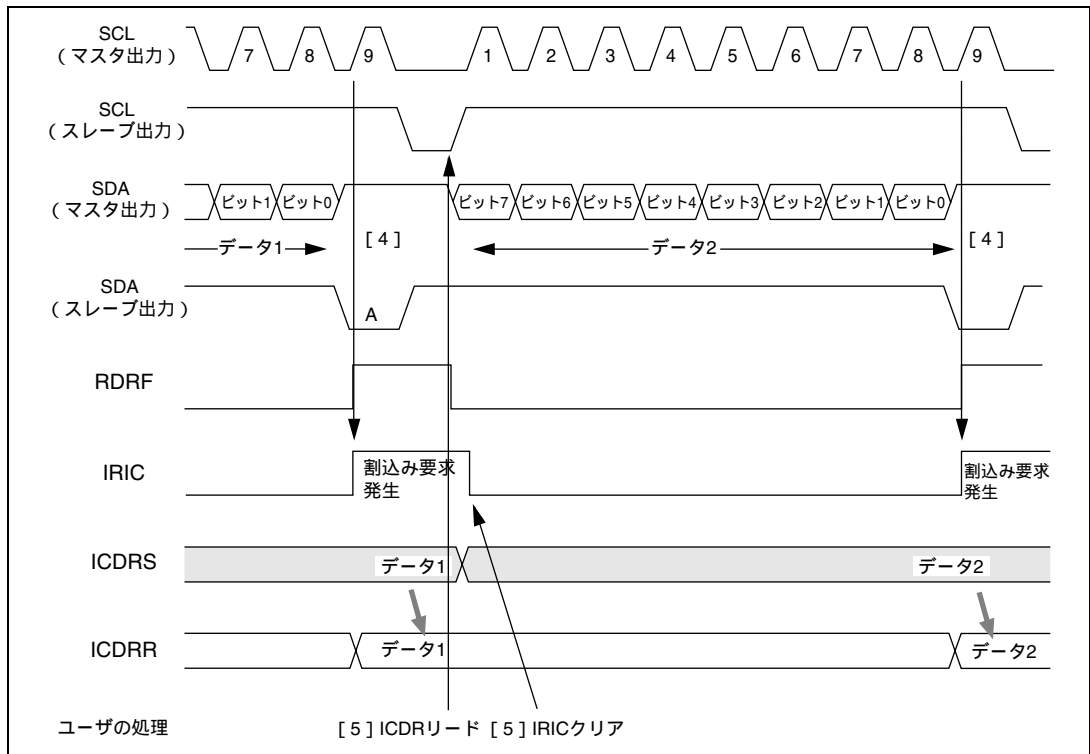 SCL
(マスタ出力)
7 8 9 1 2 3 4 5 6 7 8 9
SCL
(スレーブ出力)
SDA
(マスタ出力)
ビット1 ビット0 ビット7 ビット6 ビット5 ビット4 ビット3 ビット2 ビット1 ビット0
データ1 [4] データ2 [4]
SDA
(スレーブ出力)
A
RDRF
IRIC
割込み要求
発生
割込み要求
発生
ICDRS
データ1 データ2
ICDRR
データ1 データ2
ユーザの処理 [5] ICDRリード [5] IRICクリア